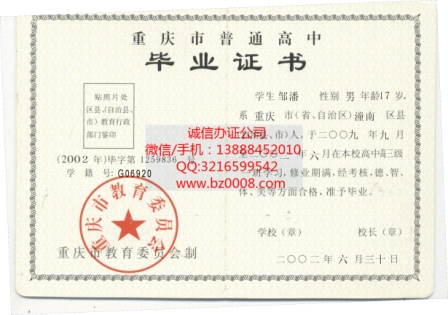 重庆市普通高中
毕业证书
贴照片处
区县、(自治县、
市)教育行政
部门签印
(2002 年)毕字第 1259836 号
学 籍 号: G06920
重庆市教育委员会
重庆市教育委员会制
学生 邹潘 性别 男 年龄17 岁,
系 重庆 市(省、自治区) 潼南 区县
市)人,于二〇〇九年九月
二〇〇二年六月在本校高中高三级
班学习,修业期满,经考核,德、智、
体、美等方面合格,准予毕业。
学校(章) 校长(章)
二〇〇二年六月三十日
诚信办证公司
微信/手机:13888452010
QQ:3216599542
www.bz0008.com